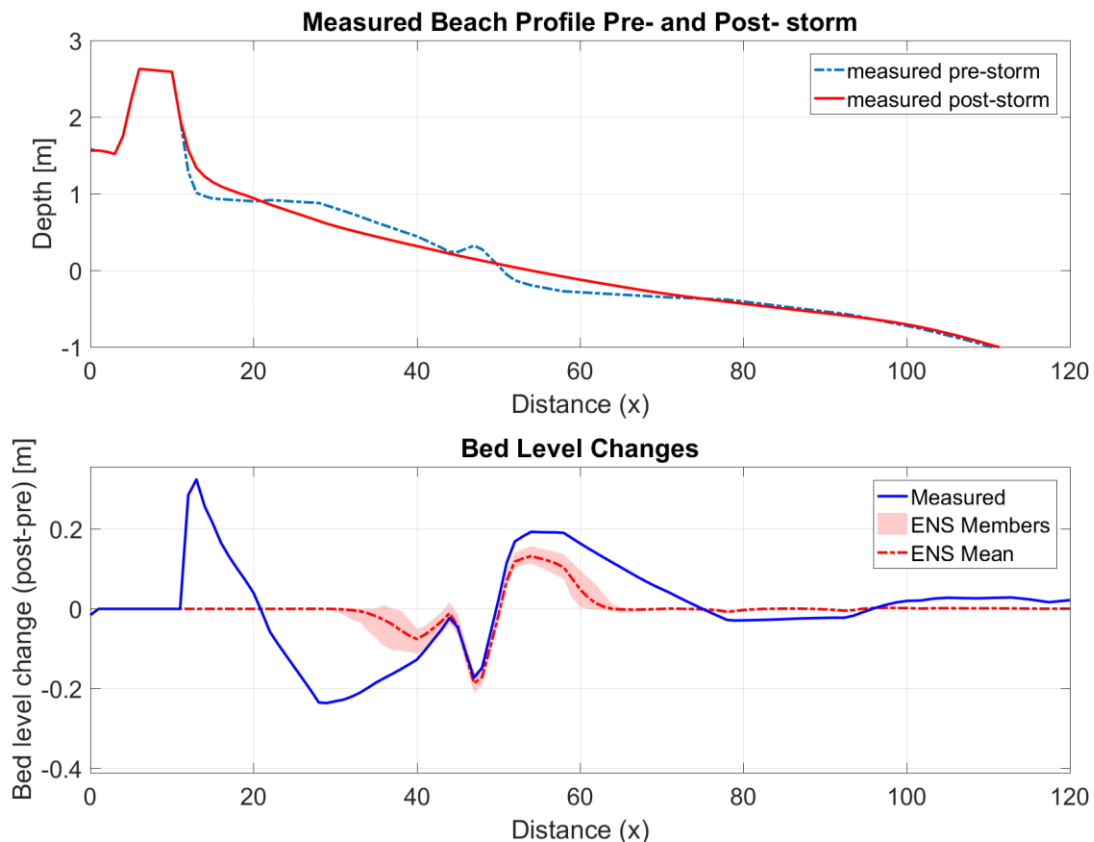 Measured Beach Profile Pre- and Post- storm
3
2
1
0
-1
Depth [m]
measured pre-storm
measured post-storm
0 20 40 60 80 100 120
Distance (x)
Bed Level Changes
0.2
0
-0.2
-0.4
Bed level change (post-pre) [m]
Measured
ENS Members
ENS Mean
0 20 40 60 80 100 120
Distance (x)